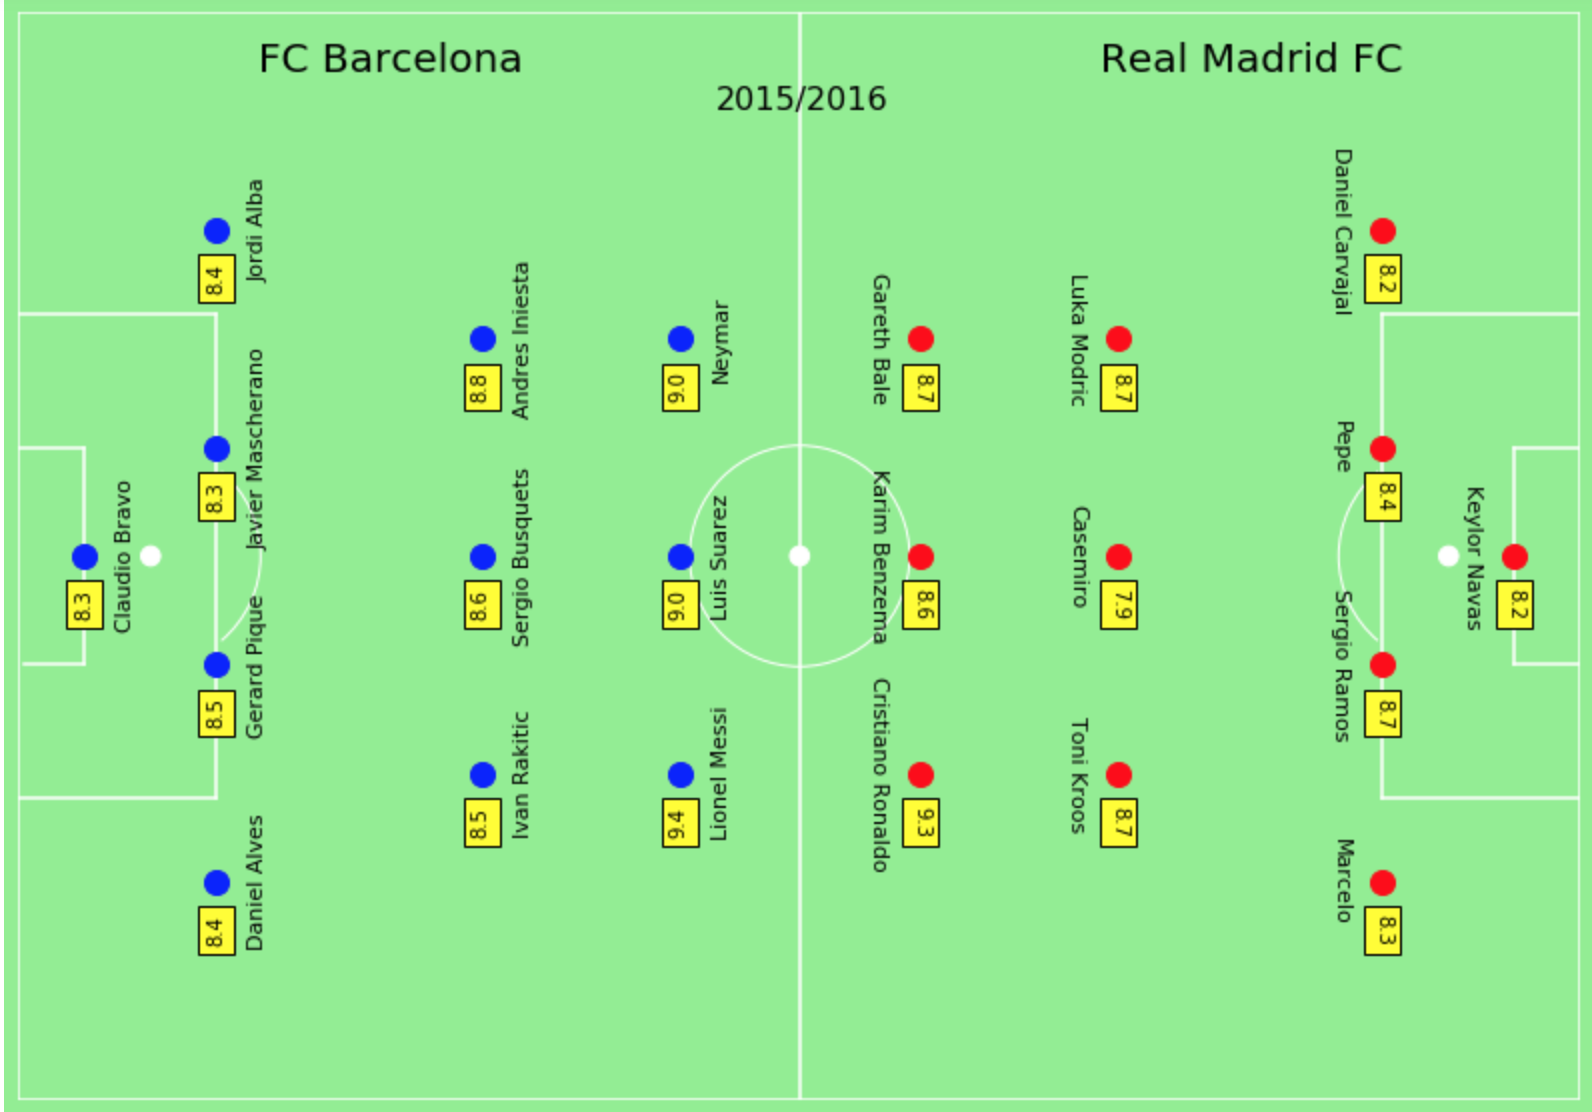 FC Barcelona
Real Madrid FC
2015/2016
Claudio Bravo
8.3
Jordi Alba
8.4
Javier Mascherano
8.3
Gerard Pique
8.5
Daniel Alves
8.4
Andres Iniesta
8.8
Sergio Busquets
8.6
Ivan Rakitic
8.5
Neymar
9.0
Luis Suarez
9.0
Lionel Messi
9.4
Gareth Bale
8.7
Karim Benzema
8.6
Cristiano Ronaldo
9.3
Luka Modric
8.7
Casemiro
7.9
Toni Kroos
8.7
Daniel Carvajal
8.2
Pepe
8.4
Sergio Ramos
8.7
Marcelo
8.3
Keylor Navas
8.2